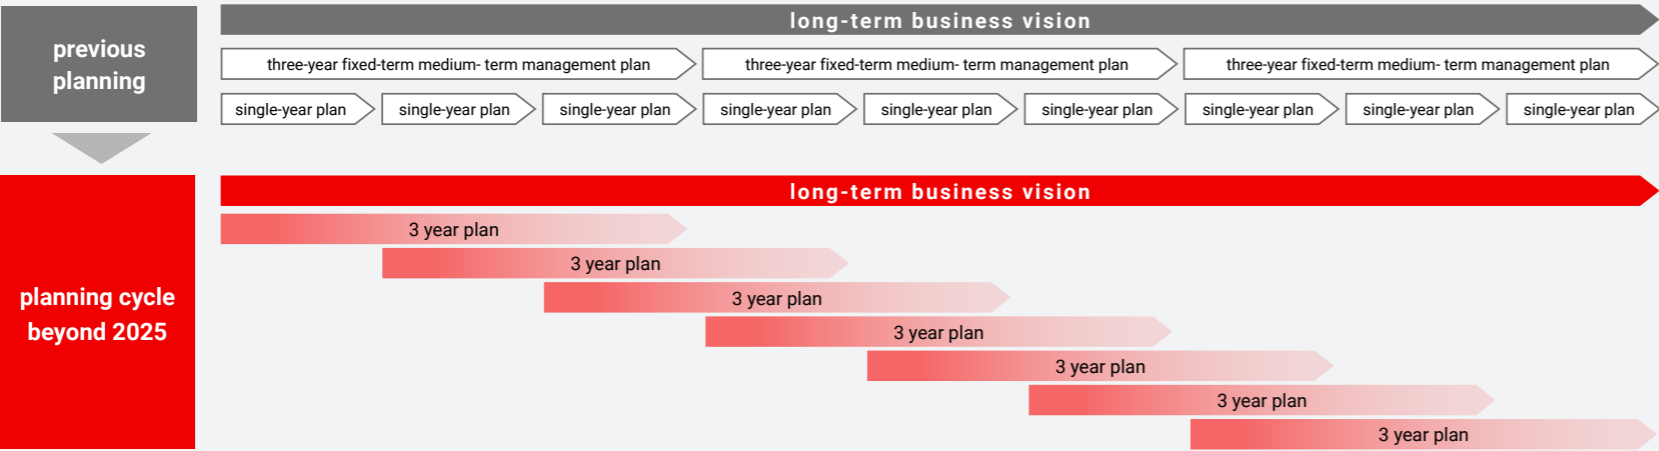 previous
planning
long-term business vision
three-year fixed-term medium- term management plan
three-year fixed-term medium- term management plan
three-year fixed-term medium- term management plan
single-year plan
single-year plan
single-year plan
single-year plan
single-year plan
single-year plan
single-year plan
single-year plan
single-year plan
planning cycle
beyond 2025
long-term business vision
3 year plan
3 year plan
3 year plan
3 year plan
3 year plan
3 year plan
3 year plan